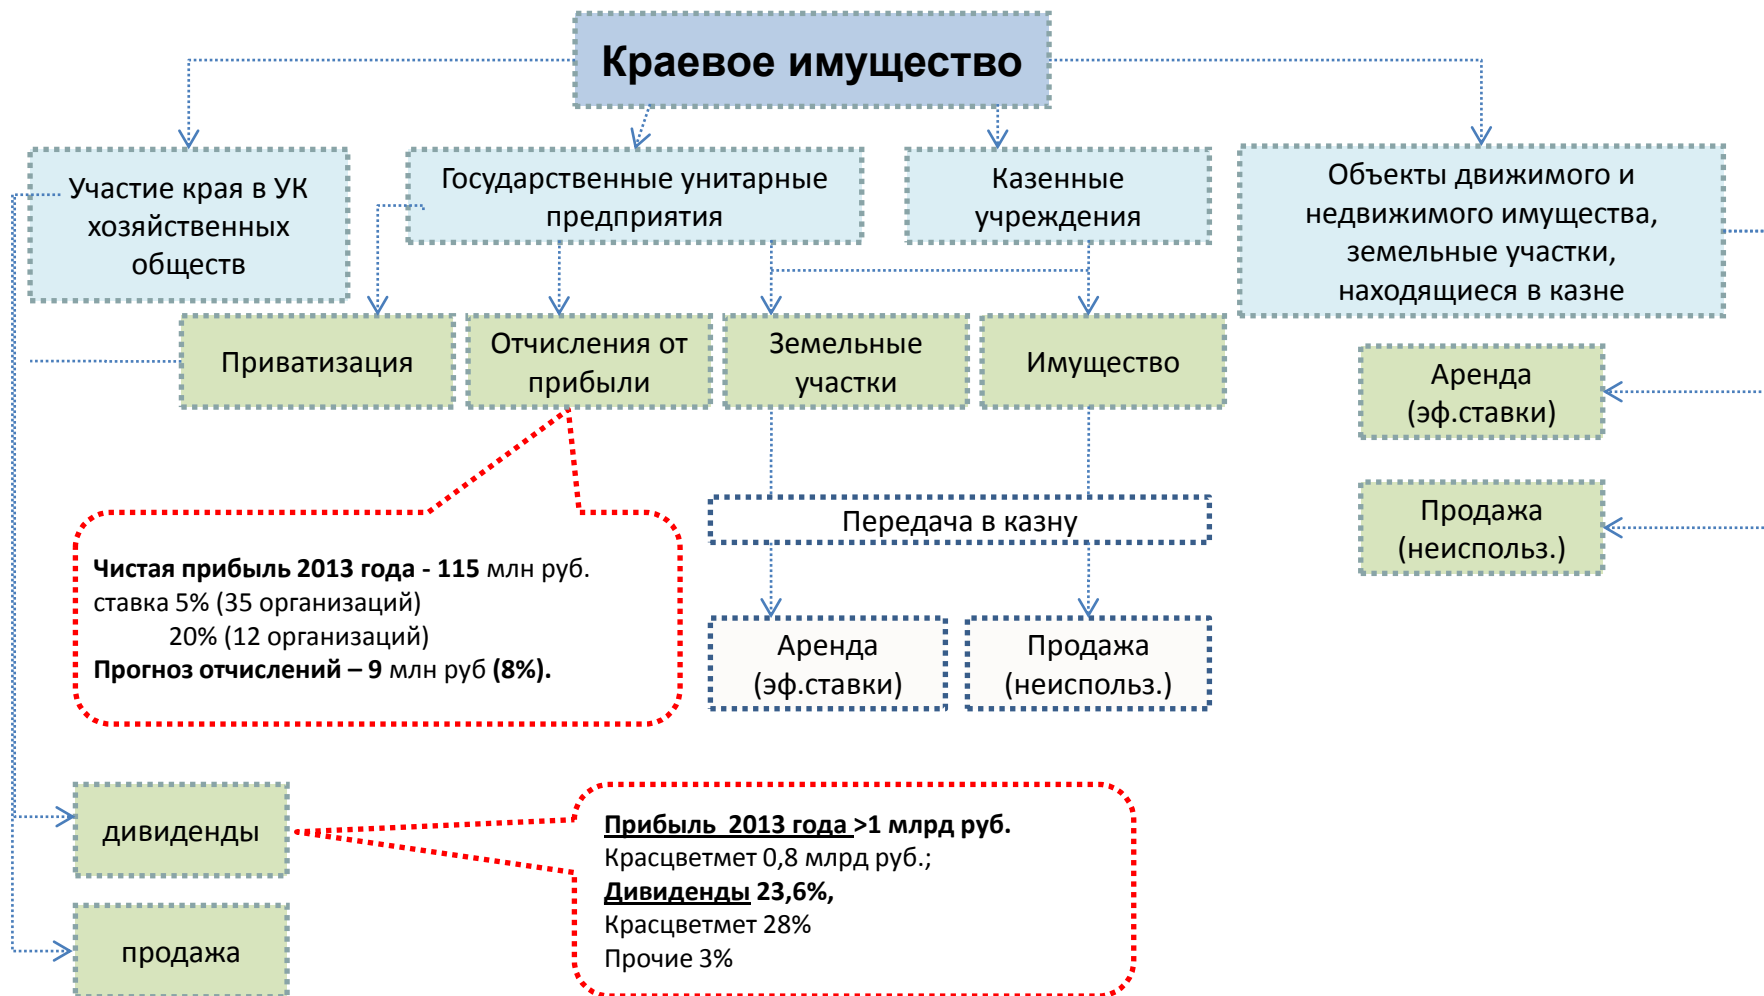 Краевое имущество
Участие края в УК
хозяйственных
обществ
Государственные унитарные
предприятия
Казенные
учреждения
Объекты движимого и
недвижимого имущества,
земельные участки,
находящиеся в казне
Приватизация
Отчисления от
прибыли
Земельные
участки
Имущество
Аренда
(эф.ставки)
Продажа
(неиспольз.)
Передача в казну
Чистая прибыль 2013 года - 115 млн руб.
ставка 5% (35 организаций)
20% (12 организаций)
Прогноз отчислений – 9 млн руб (8%).
Аренда
(эф.ставки)
Продажа
(неиспольз.)
дивиденды
Прибыль 2013 года >1 млрд руб.
Красцветмет 0,8 млрд руб.;
Дивиденды 23,6%,
Красцветмет 28%
Прочие 3%
продажа